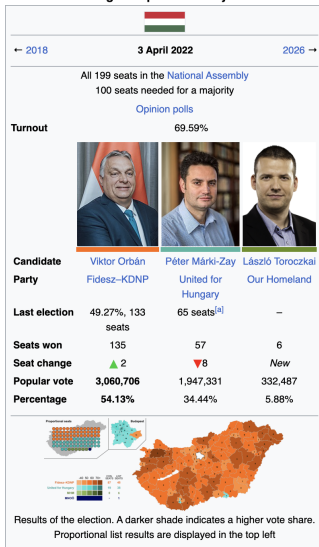 ← 2018 3 April 2022 2026 →
All 199 seats in the National Assembly
100 seats needed for a majority
Opinion polls
Turnout 69.59%
Candidate Viktor Orbán Péter Márki-Zay László Toroczkai
Party Fidesz–KDNP United for Hungary Our Homeland
Last election 49.27%, 133 seats 65 seats[a] –
Seats won 135 57 6
Seat change ▲ 2 ▼8 New
Popular vote 3,060,706 1,947,331 332,487
Percentage 54.13% 34.44% 5.88%
Proportional seats
Budapest
Results of the election. A darker shade indicates a higher vote share.
Proportional list results are displayed in the top left